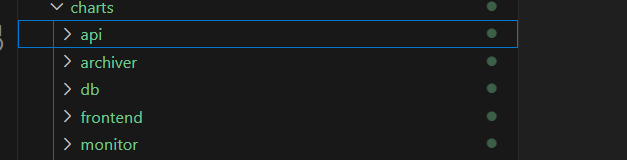 charts
api
archiver
db
frontend
monitor